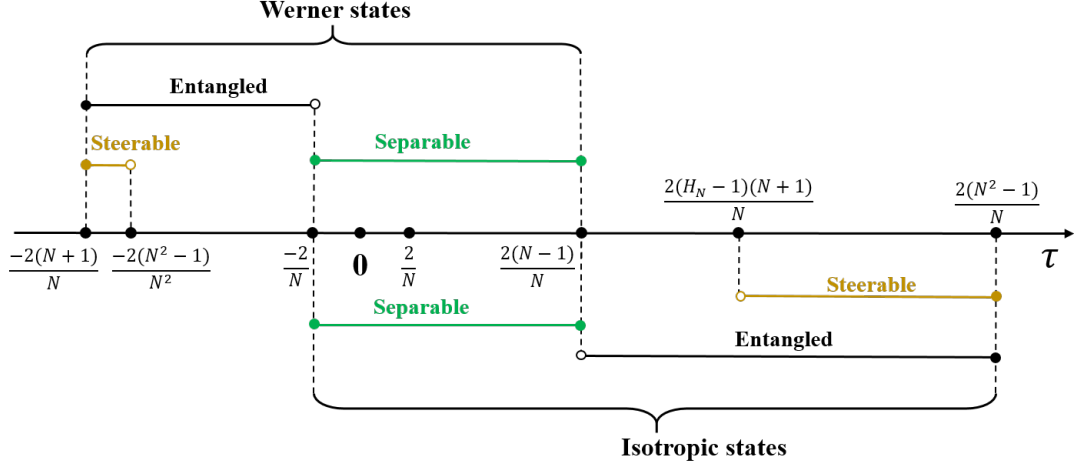 Werner states
Entangled
Steerable
Separable
2(H_N − 1)(N + 1)/N
2(N² − 1)/N
−2(N + 1)/N
−2(N² − 1)/N²
−2/N
0
2/N
2(N − 1)/N
τ
Steerable
Separable
Entangled
Isotropic states